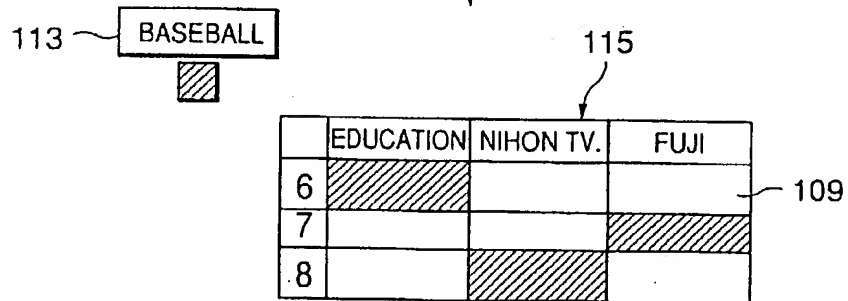 113 BASEBALL
115
EDUCATION NIHON TV. FUJI
6 109
7
8